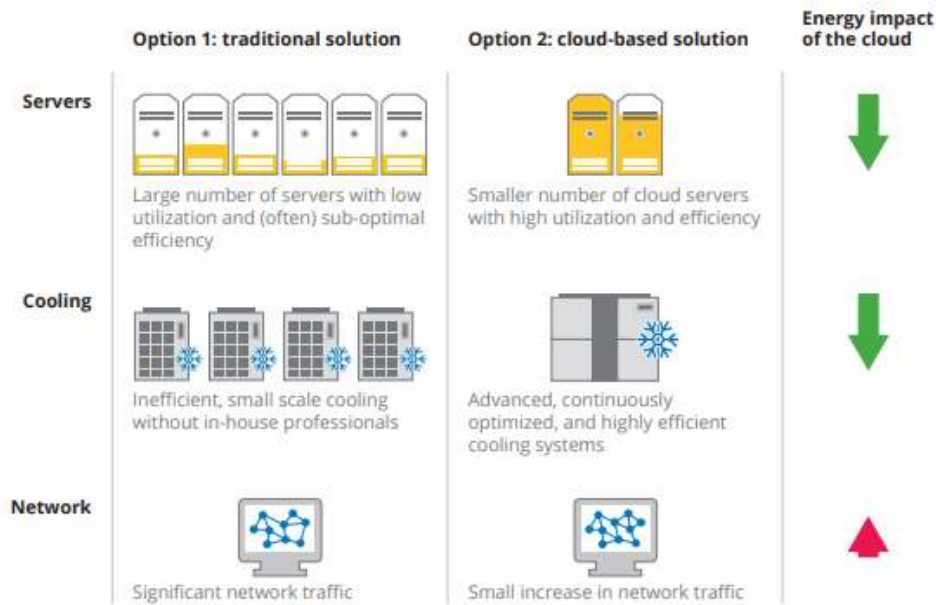 Energy impact
of the cloud
Option 1: traditional solution
Option 2: cloud-based solution
Servers
Large number of servers with low
utilization and (often) sub-optimal
efficiency
Smaller number of cloud servers
with high utilization and efficiency
Cooling
Inefficient, small scale cooling
without in-house professionals
Advanced, continuously
optimized, and highly efficient
cooling systems
Network
Significant network traffic
Small increase in network traffic